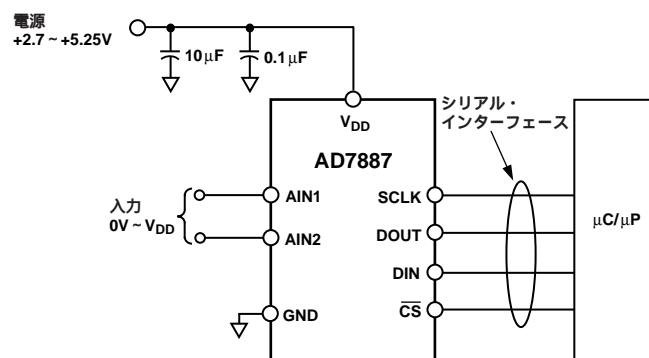 電源
+2.7 ~ +5.25V
10μF
0.1μF
シリアル・
インターフェース
VDD
AD7887
入力
0V ~ VDD
AIN1
AIN2
GND
SCLK
DOUT
DIN
C̅S̅
μC/μP